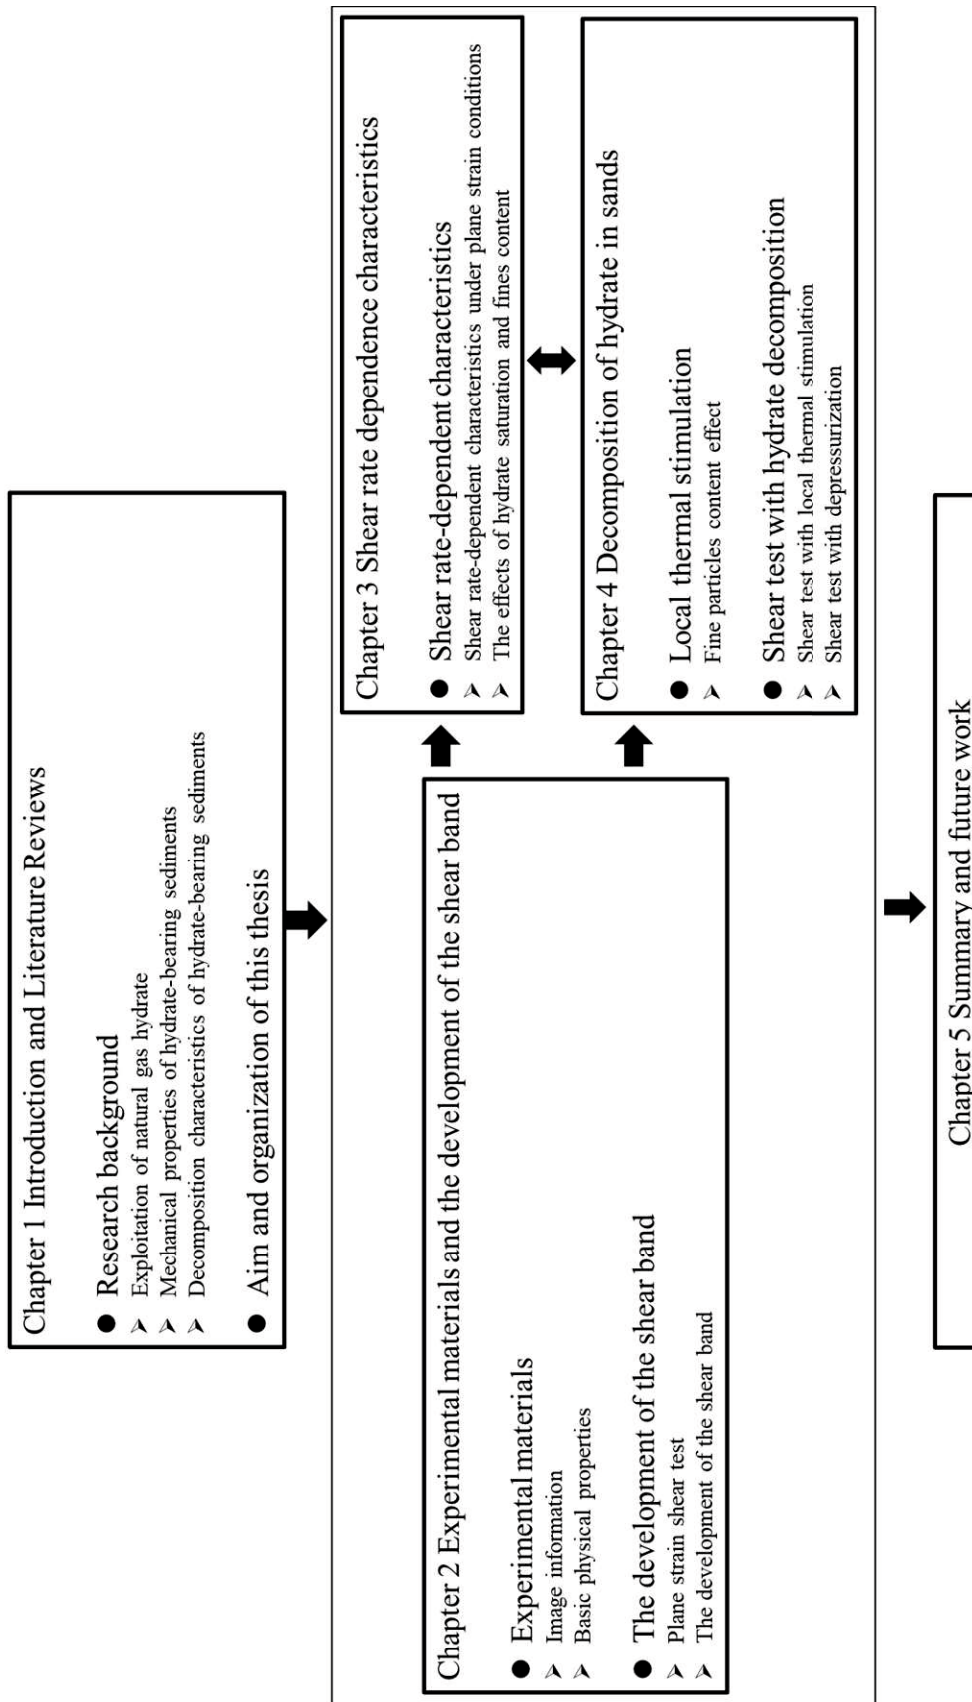 Chapter 1 Introduction and Literature Reviews
● Research background
➢ Exploitation of natural gas hydrate
➢ Mechanical properties of hydrate-bearing sediments
➢ Decomposition characteristics of hydrate-bearing sediments
● Aim and organization of this thesis
Chapter 2 Experimental materials and the development of the shear band
● Experimental materials
➢ Image information
➢ Basic physical properties
● The development of the shear band
➢ Plane strain shear test
➢ The development of the shear band
Chapter 3 Shear rate dependence characteristics
● Shear rate-dependent characteristics
➢ Shear rate-dependent characteristics under plane strain conditions
➢ The effects of hydrate saturation and fines content
Chapter 4 Decomposition of hydrate in sands
● Local thermal stimulation
➢ Fine particles content effect
● Shear test with hydrate decomposition
➢ Shear test with local thermal stimulation
➢ Shear test with depressurization
Chapter 5 Summary and future work